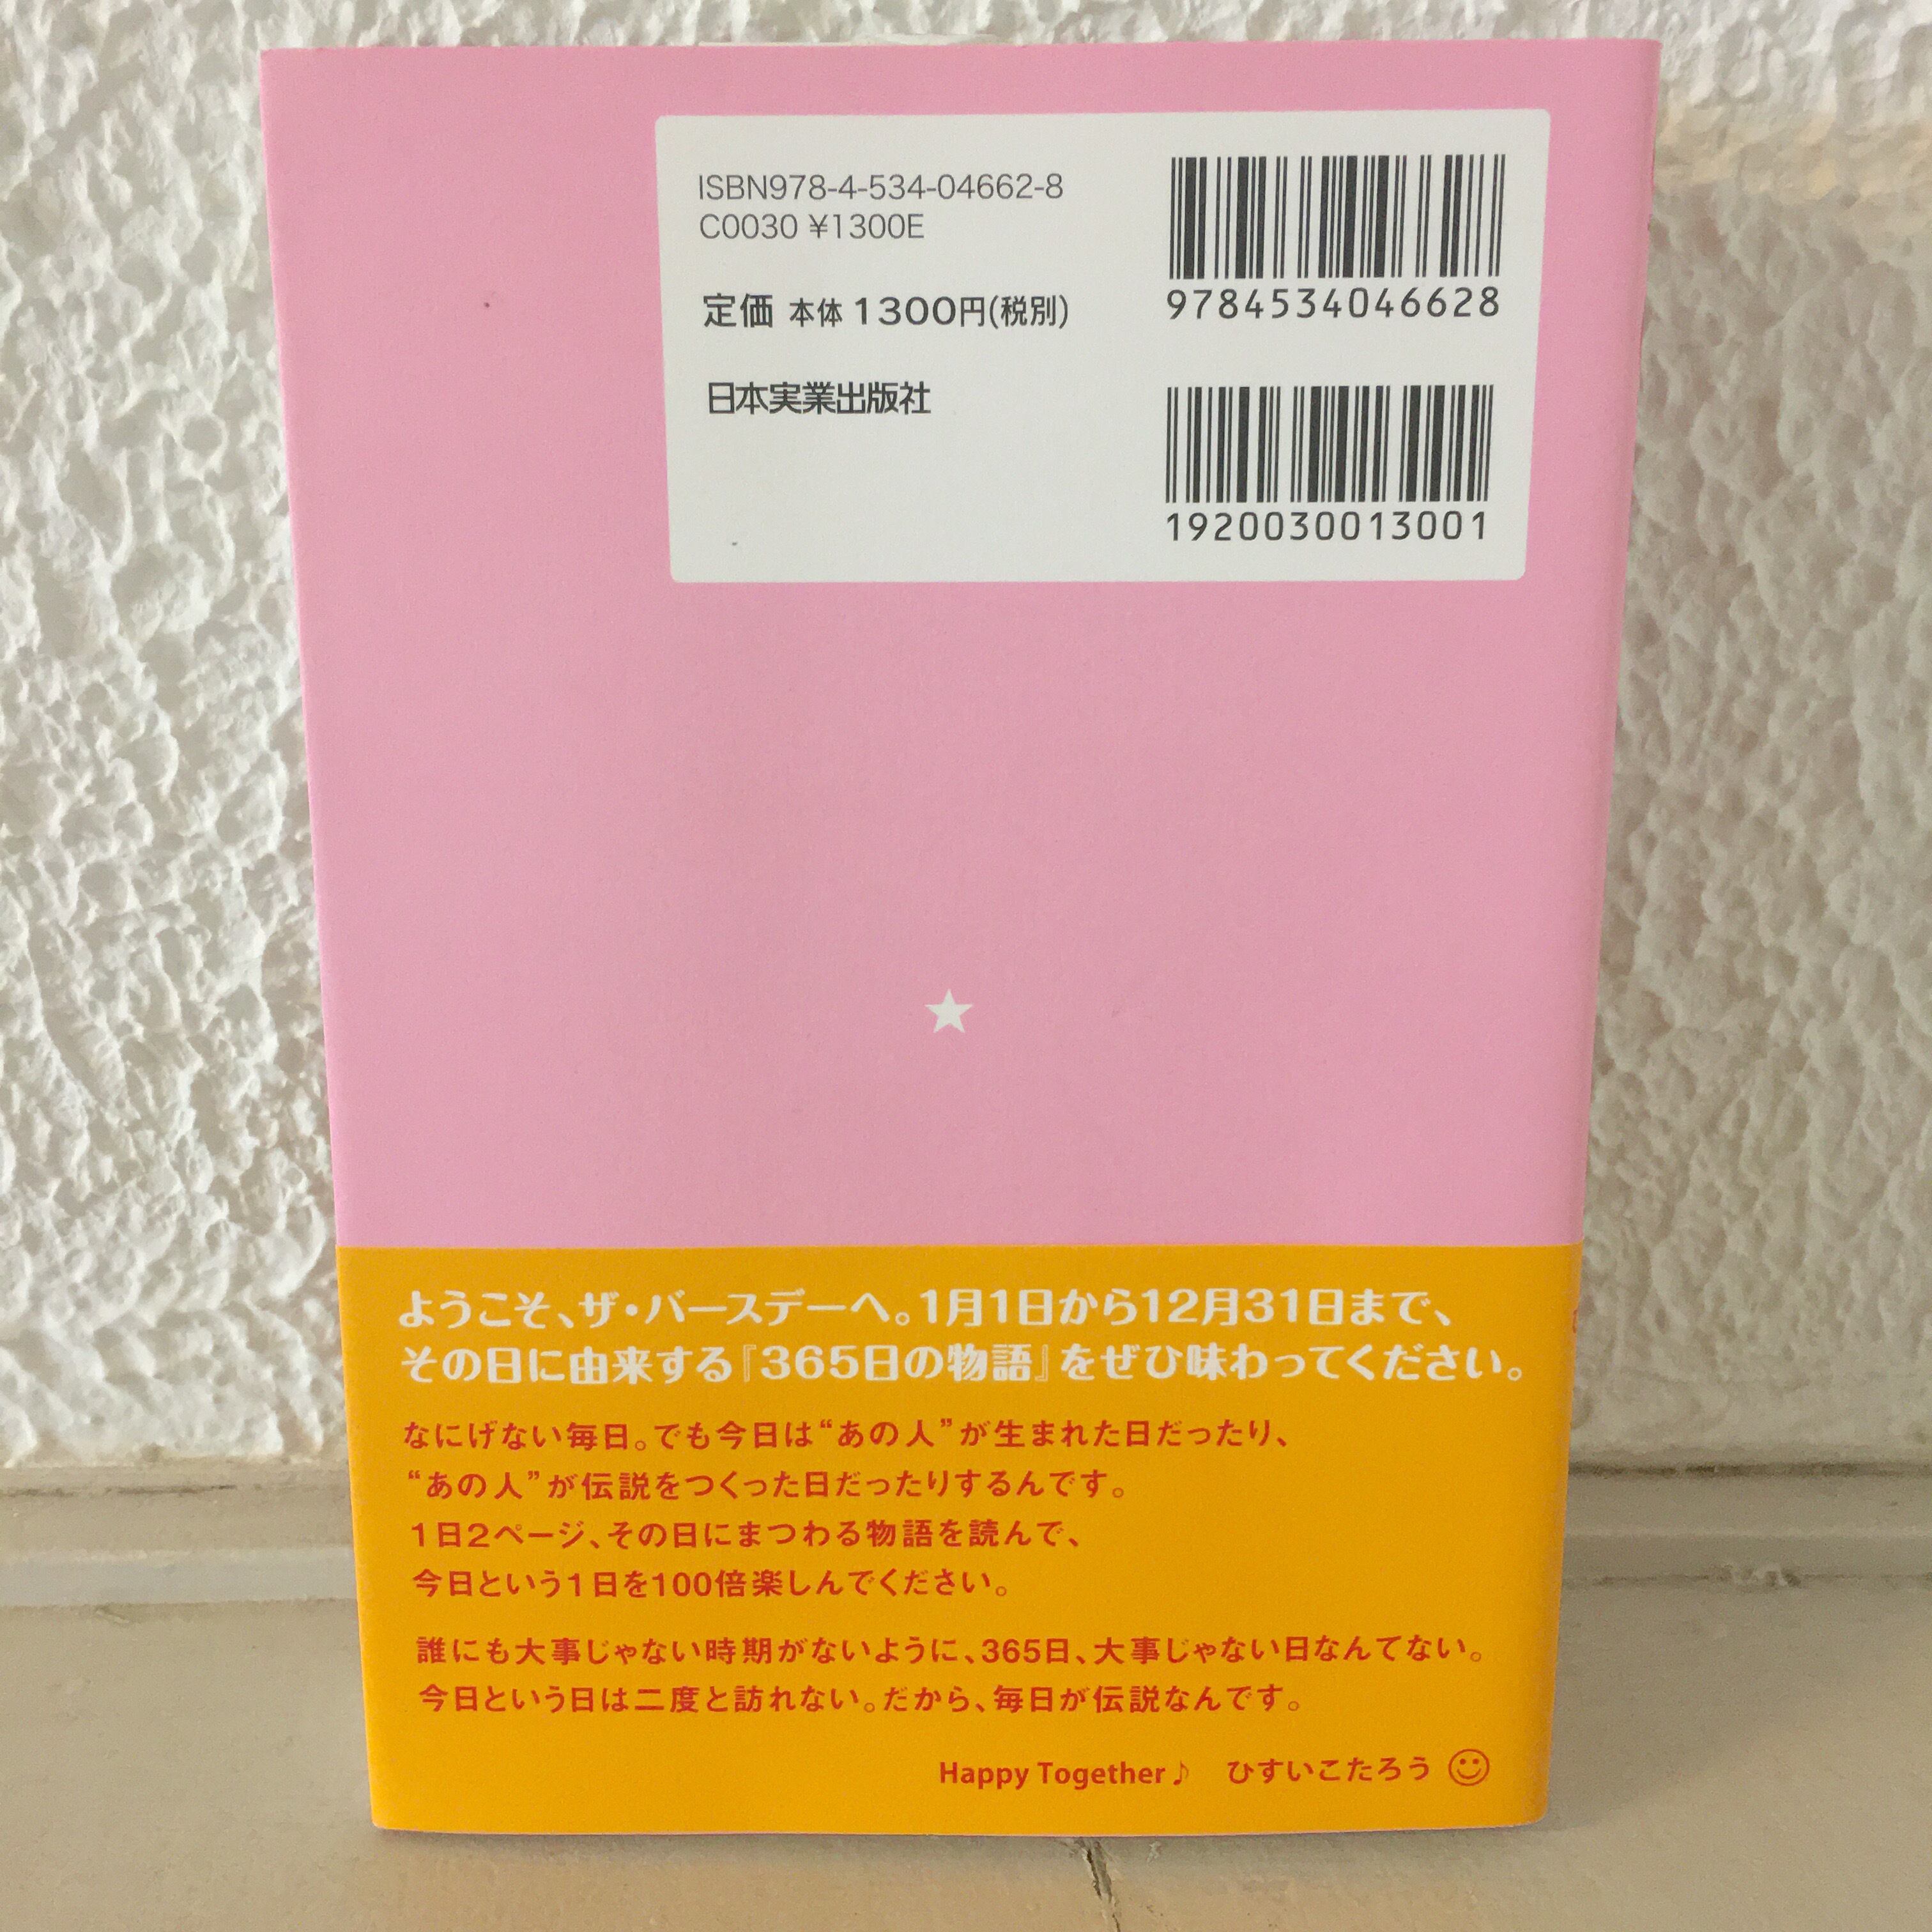 ISBN978-4-534-04662-8
C0030 ¥1300E
定価 本体1300円(税別)
日本実業出版社
9784534046628
1920030013001
ようこそ、ザ・バースデーへ。1月1日から12月31日まで、
その日に由来する『365日の物語』をぜひ味わってください。
なにげない毎日。でも今日は“あの人”が生まれた日だったり、
“あの人”が伝説をつくった日だったりするんです。
1日2ページ、その日にまつわる物語を読んで、
今日という1日を100倍楽しんでください。
誰にも大事じゃない時期がないように、365日、大事じゃない日なんてない。
今日という日は二度と訪れない。だから、毎日が伝説なんです。
Happy Together♪ ひすいこたろう